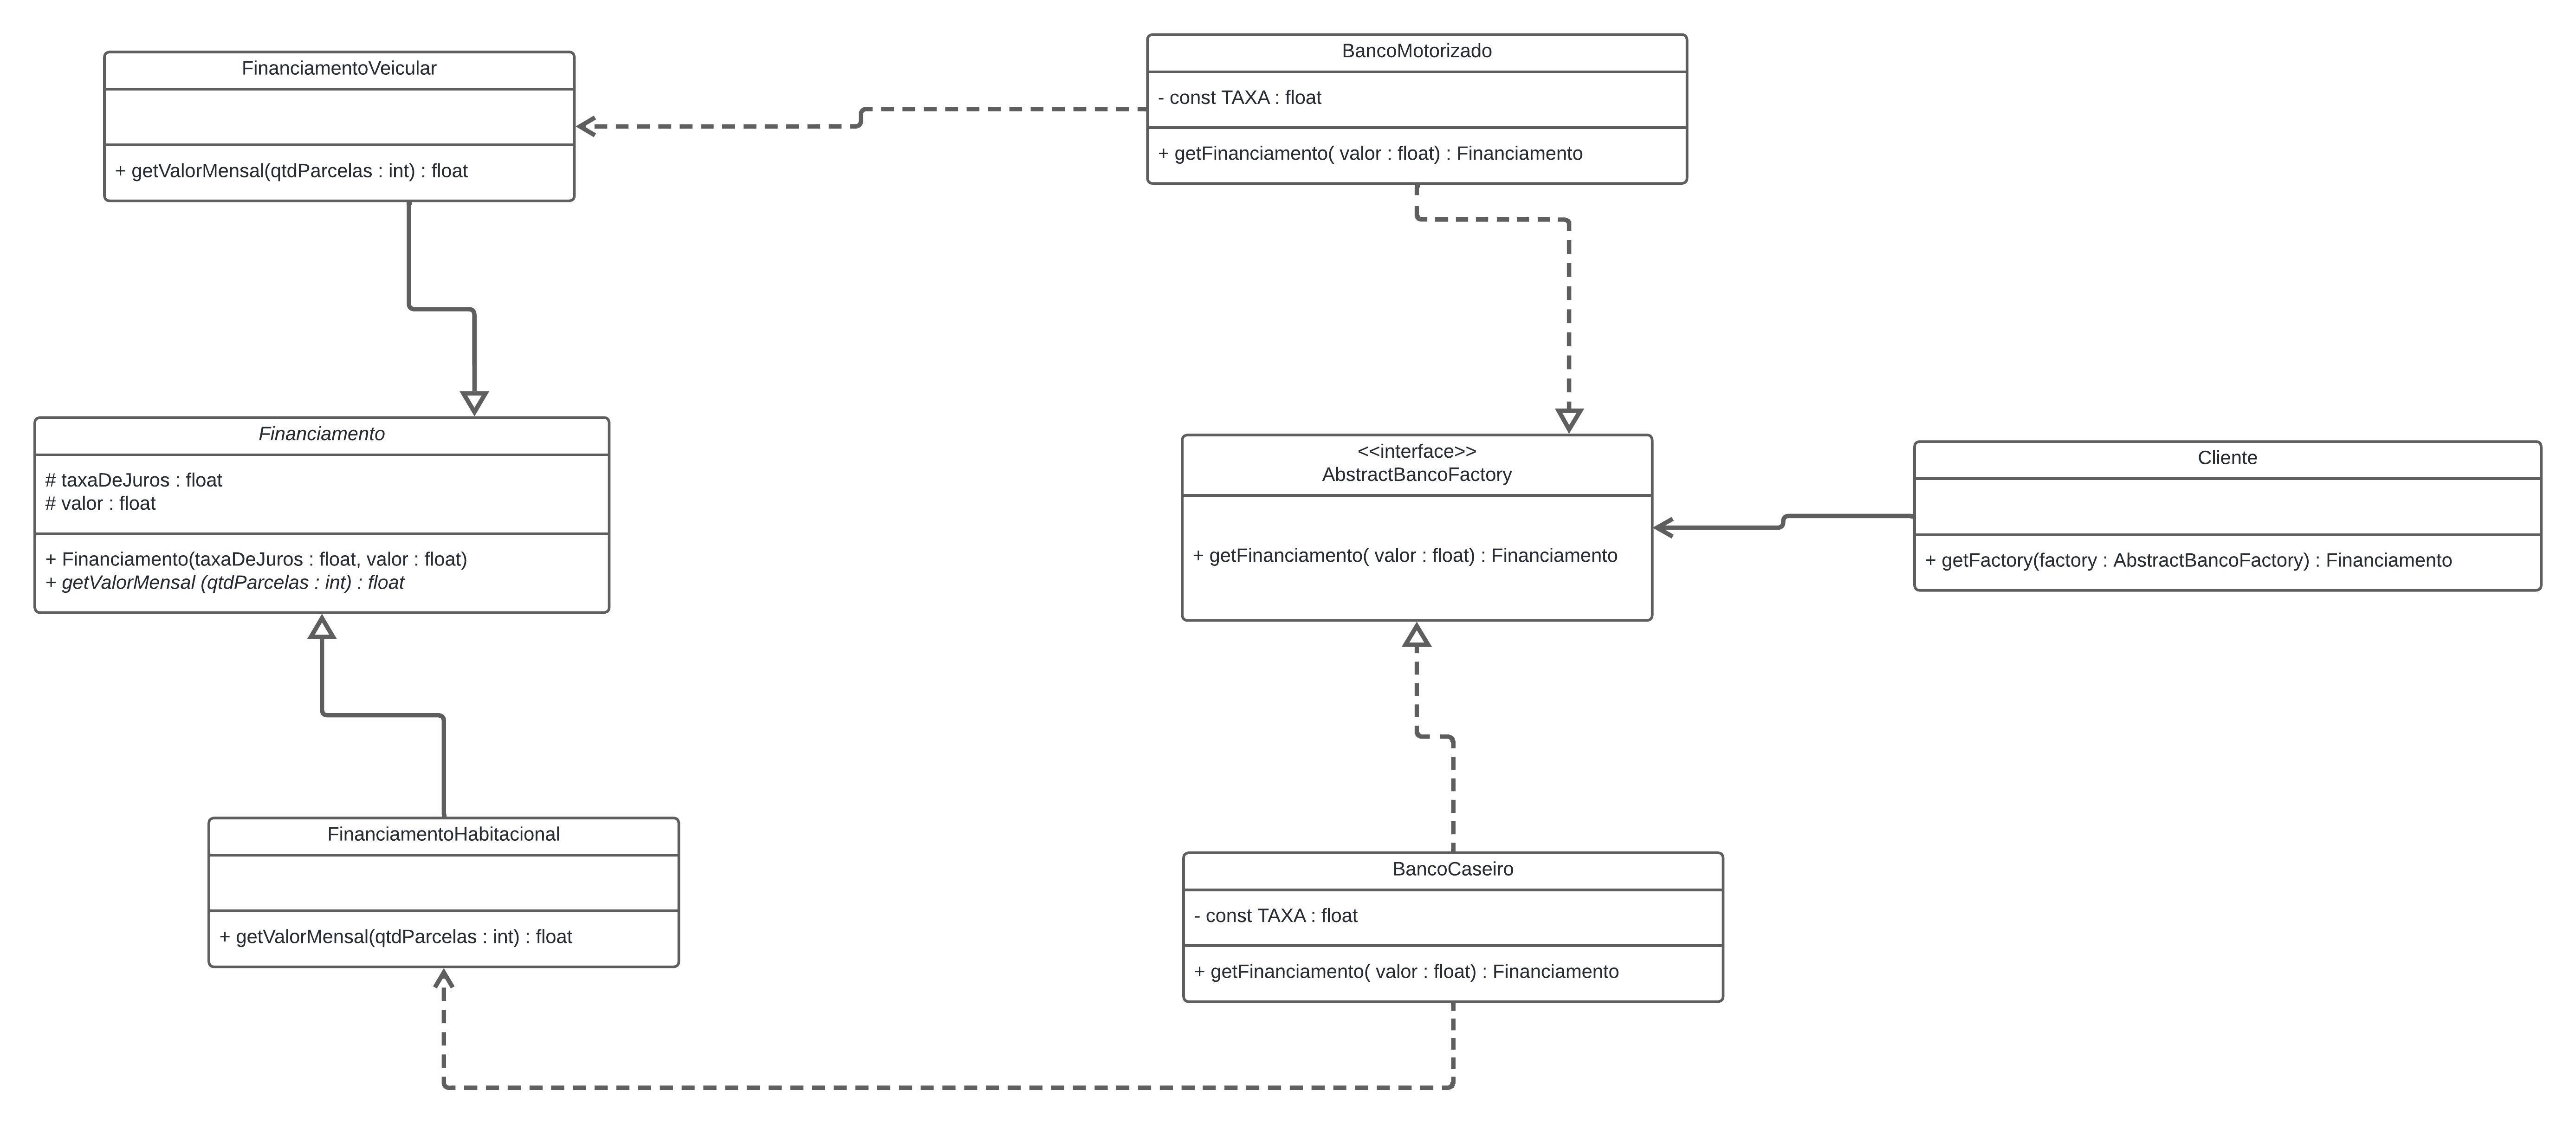 FinanciamentoVeicular
+ getValorMensal(qtdParcelas : int) : float
BancoMotorizado
- const TAXA : float
+ getFinanciamento( valor : float) : Financiamento
Financiamento
# taxaDeJuros : float
# valor : float
+ Financiamento(taxaDeJuros : float, valor : float)
+ getValorMensal (qtdParcelas : int) : float
<<interface>>
AbstractBancoFactory
+ getFinanciamento( valor : float) : Financiamento
Cliente
+ getFactory(factory : AbstractBancoFactory) : Financiamento
FinanciamentoHabitacional
+ getValorMensal(qtdParcelas : int) : float
BancoCaseiro
- const TAXA : float
+ getFinanciamento( valor : float) : Financiamento